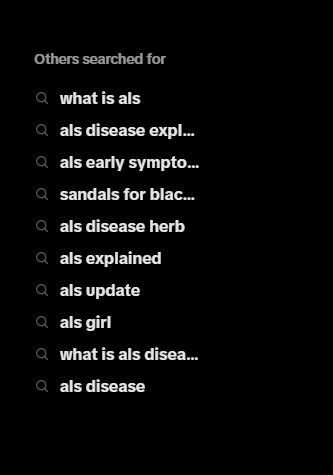 Others searched for
what is als
als disease expl...
als early sympto...
sandals for blac...
als disease herb
als explained
als update
als girl
what is als disea...
als disease